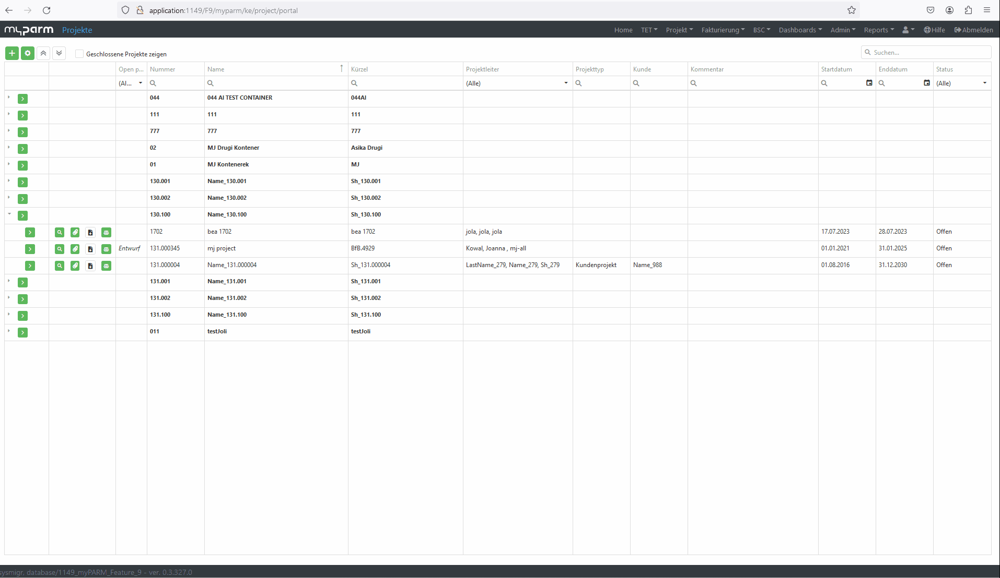 application:1149/F9/myparm/ke/project/portal
myparm Projekte Home TET Projekt Fakturierung BSC Dashboards Admin Reports Hilfe Abmelden
Geschlossene Projekte zeigen Suchen...
Open p... Nummer Name Kürzel Projektleiter Projekttyp Kunde Kommentar Startdatum Enddatum Status
(Al... (Alle) (Alle)
044 044 AI TEST CONTAINER 044AI
111 111 111
777 777 777
02 MJ Drugi Kontener Asika Drugi
01 MJ Kontenerek MJ
130.001 Name_130.001 Sh_130.001
130.002 Name_130.002 Sh_130.002
130.100 Name_130.100 Sh_130.100
1702 bea 1702 bea 1702 jola, jola, jola 17.07.2023 28.07.2023 Offen
Entwurf 131.000345 mj project BfB.4929 Kowal, Joanna , mj-all 01.01.2021 31.01.2025 Offen
131.000004 Name_131.000004 Sh_131.000004 LastName_279, Name_279, Sh_279 Kundenprojekt Name_988 01.08.2016 31.12.2030 Offen
131.001 Name_131.001 Sh_131.001
131.002 Name_131.002 Sh_131.002
131.100 Name_131.100 Sh_131.100
011 testJoli testJoli
sysmigr, database/1149_myPARM_Feature_9 - ver. 0.3.327.0